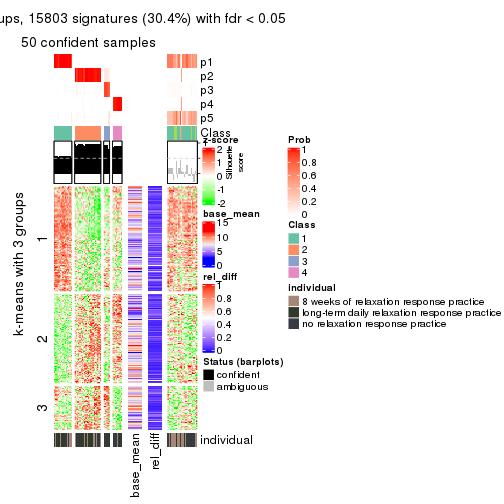 ups, 15803 signatures (30.4%) with fdr < 0.05
50 confident samples
p1
p2
p3
p4
p5
Class
Silhouette
score
k-means with 3 groups
1
2
3
base_mean
rel_diff
individual
z-score
2
1
0
-1
-2
base_mean
15
10
5
0
rel_diff
1
0.8
0.6
0.4
0.2
0
Status (barplots)
confident
ambiguous
Prob
1
0.8
0.6
0.4
0.2
0
Class
1
2
3
4
individual
8 weeks of relaxation response practice
long-term daily relaxation response practice
no relaxation response practice